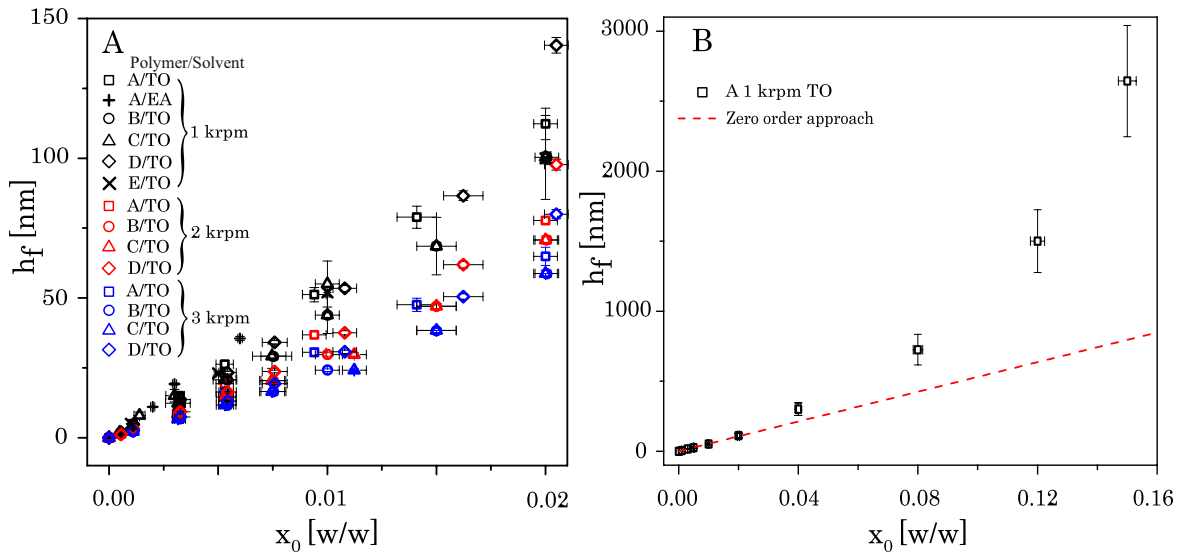 A
Polymer/Solvent
A/TO
A/EA
B/TO
C/TO
D/TO
E/TO
1 krpm
A/TO
B/TO
C/TO
D/TO
2 krpm
A/TO
B/TO
C/TO
D/TO
3 krpm
150
100
50
0
hf [nm]
0.00
0.01
0.02
x0 [w/w]
B
A 1 krpm TO
Zero order approach
3000
2000
1000
0
hf [nm]
0.00
0.04
0.08
0.12
0.16
x0 [w/w]